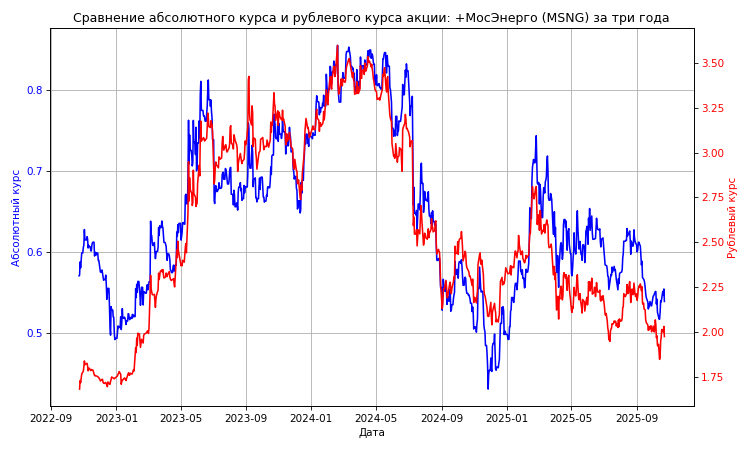 Сравнение абсолютного курса и рублевого курса акции: +МосЭнерго (MSNG) за три года
Абсолютный курс
0.8
0.7
0.6
0.5
3.50
3.25
3.00
2.75
2.50
2.25
2.00
1.75
Рублевый курс
2022-09 2023-01 2023-05 2023-09 2024-01 2024-05 2024-09 2025-01 2025-05 2025-09
Дата